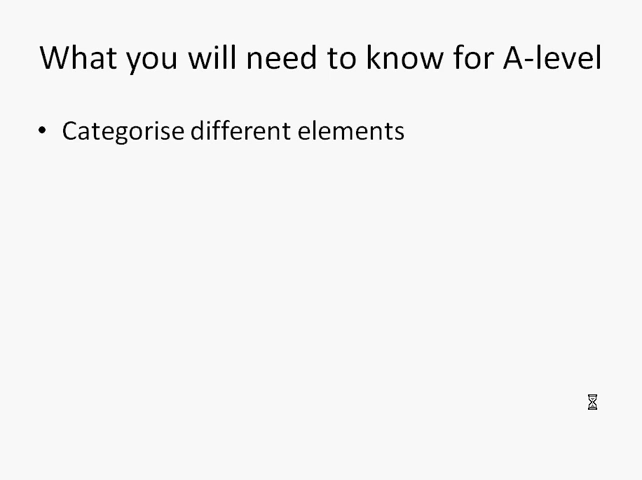 What you will need to know for A-level
• Categorise different elements